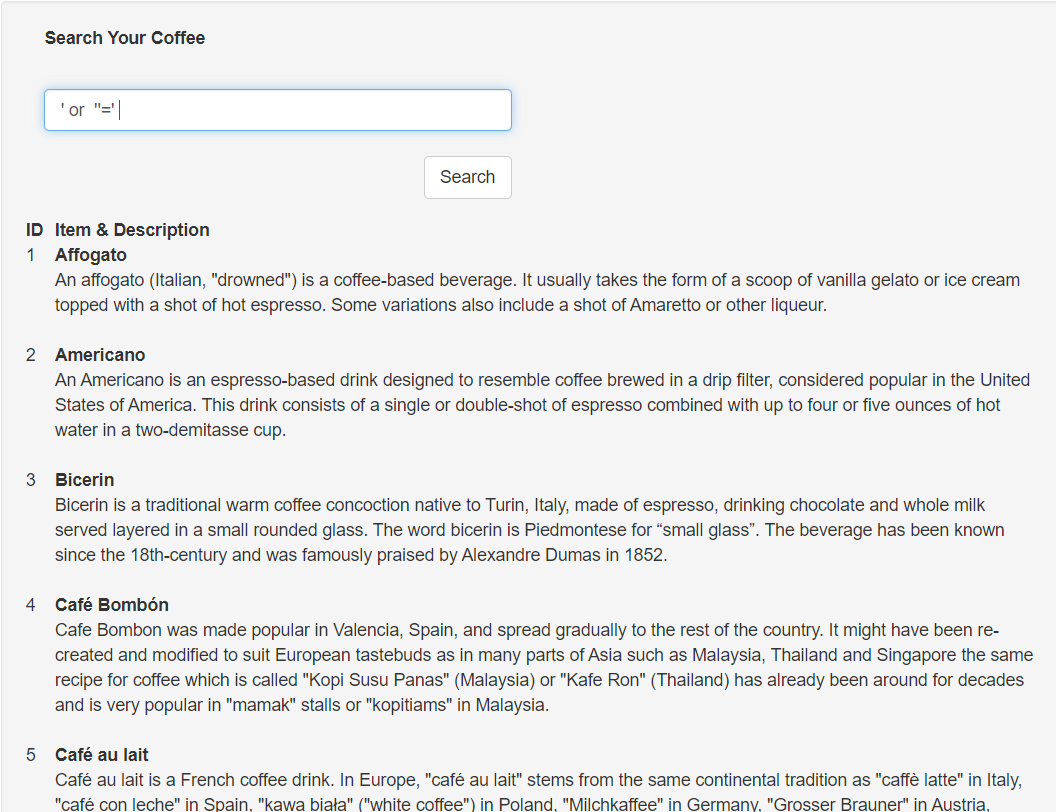 Search Your Coffee
' or ''='
Search
ID Item & Description
1 Affogato
An affogato (Italian, "drowned") is a coffee-based beverage. It usually takes the form of a scoop of vanilla gelato or ice cream
topped with a shot of hot espresso. Some variations also include a shot of Amaretto or other liqueur.
2 Americano
An Americano is an espresso-based drink designed to resemble coffee brewed in a drip filter, considered popular in the United
States of America. This drink consists of a single or double-shot of espresso combined with up to four or five ounces of hot
water in a two-demitasse cup.
3 Bicerin
Bicerin is a traditional warm coffee concoction native to Turin, Italy, made of espresso, drinking chocolate and whole milk
served layered in a small rounded glass. The word bicerin is Piedmontese for “small glass”. The beverage has been known
since the 18th-century and was famously praised by Alexandre Dumas in 1852.
4 Café Bombón
Cafe Bombon was made popular in Valencia, Spain, and spread gradually to the rest of the country. It might have been re-
created and modified to suit European tastebuds as in many parts of Asia such as Malaysia, Thailand and Singapore the same
recipe for coffee which is called "Kopi Susu Panas" (Malaysia) or "Kafe Ron" (Thailand) has already been around for decades
and is very popular in "mamak" stalls or "kopitiams" in Malaysia.
5 Café au lait
Café au lait is a French coffee drink. In Europe, "café au lait" stems from the same continental tradition as "caffè latte" in Italy,
"café con leche" in Spain, "kawa biała" ("white coffee") in Poland, "Milchkaffee" in Germany, "Grosser Brauner" in Austria,